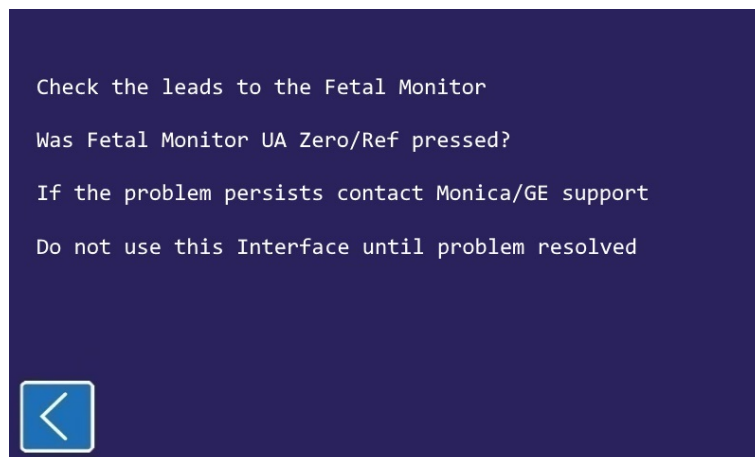 Check the leads to the Fetal Monitor
Was Fetal Monitor UA Zero/Ref pressed?
If the problem persists contact Monica/GE support
Do not use this Interface until problem resolved